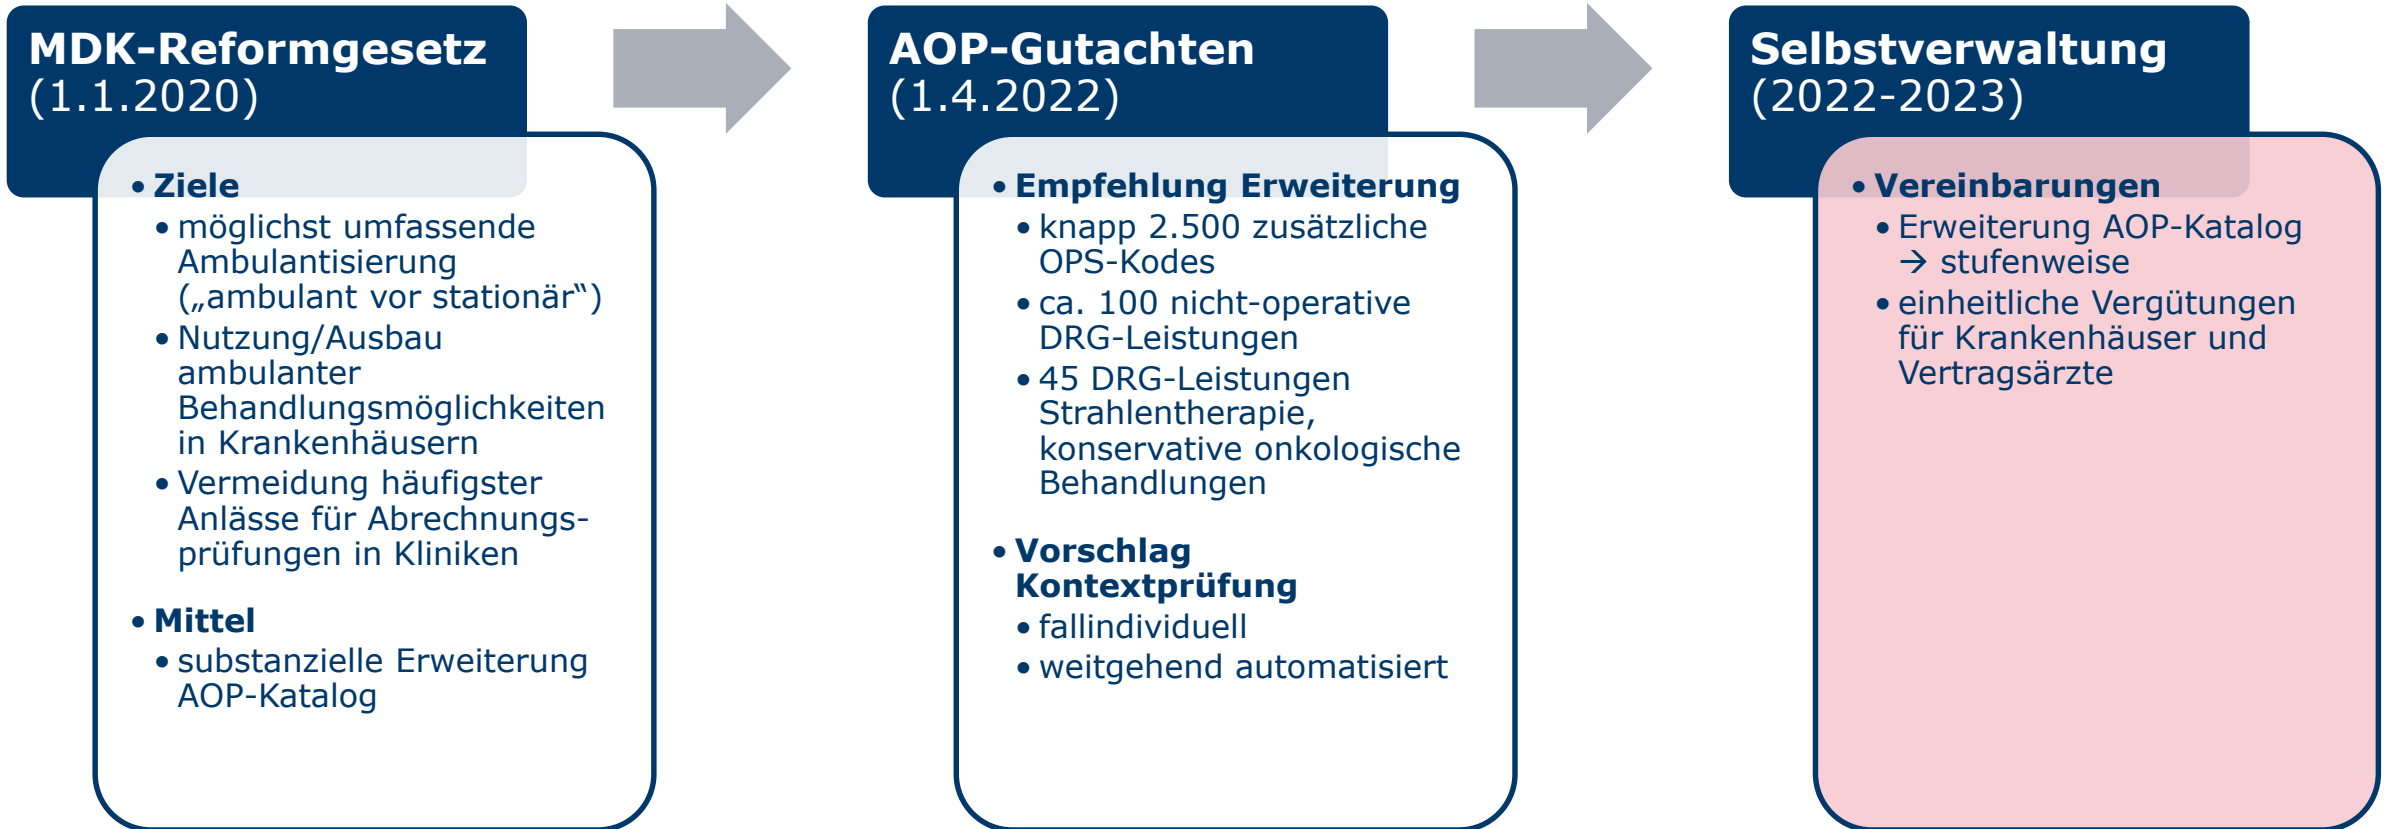 MDK-Reformgesetz
(1.1.2020)
• Ziele
• möglichst umfassende
Ambulantisierung
(„ambulant vor stationär“)
• Nutzung/Ausbau
ambulanter
Behandlungsmöglichkeiten
in Krankenhäusern
• Vermeidung häufigster
Anlässe für Abrechnungs-
prüfungen in Kliniken
• Mittel
• substanzielle Erweiterung
AOP-Katalog
AOP-Gutachten
(1.4.2022)
• Empfehlung Erweiterung
• knapp 2.500 zusätzliche
OPS-Kodes
• ca. 100 nicht-operative
DRG-Leistungen
• 45 DRG-Leistungen
Strahlentherapie,
konservative onkologische
Behandlungen
• Vorschlag
Kontextprüfung
• fallindividuell
• weitgehend automatisiert
Selbstverwaltung
(2022-2023)
• Vereinbarungen
• Erweiterung AOP-Katalog
→ stufenweise
• einheitliche Vergütungen
für Krankenhäuser und
Vertragsärzte